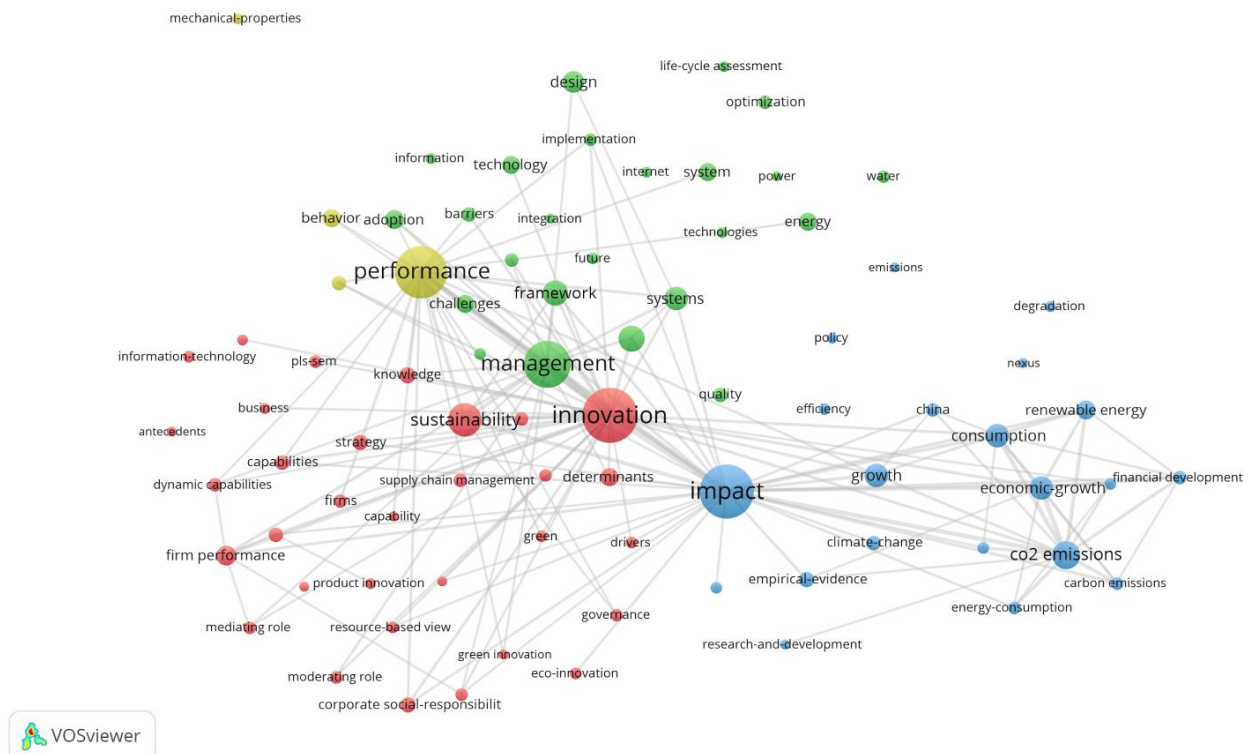 mechanical-properties
life-cycle assessment
design
optimization
implementation
information
technology
internet
system
power
water
behavior
adoption
barriers
integration
energy
technologies
future
emissions
performance
framework
systems
challenges
degradation
policy
information-technology
pls-sem
management
nexus
knowledge
quality
business
efficiency
china
renewable energy
sustainability
innovation
antecedents
strategy
consumption
capabilities
dynamic capabilities
supply chain management
determinants
growth
financial development
impact
economic-growth
firms
capability
green
drivers
climate-change
firm performance
co2 emissions
product innovation
empirical-evidence
carbon emissions
energy-consumption
governance
mediating role
resource-based view
research-and-development
green innovation
eco-innovation
moderating role
corporate social-responsibilit
VOSviewer